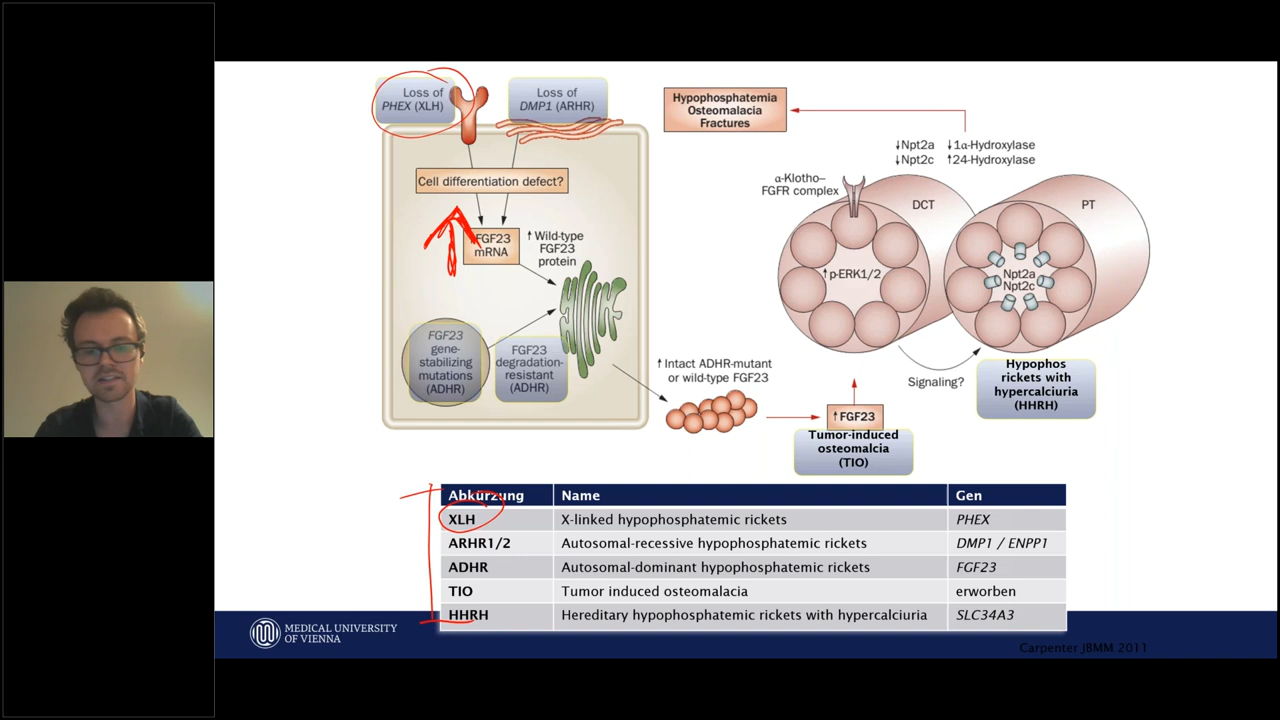 Loss of
PHEX (XLH)
Loss of
DMP1 (ARHR)
Cell differentiation defect?
FGF23
mRNA
↑ Wild-type
FGF23
protein
FGF23
gene-
stabilizing
mutations
(ADHR)
FGF23
degradation-
resistant
(ADHR)
↑ Intact ADHR-mutant
or wild-type FGF23
↑ FGF23
Tumor-induced
osteomalcia
(TIO)
Hypophosphatemia
Osteomalacia
Fractures
↓Npt2a ↓1α-Hydroxylase
↓Npt2c ↑24-Hydroxylase
α-Klotho–
FGFR complex
DCT
PT
↑p-ERK1/2
Npt2a
Npt2c
Signaling?
Hypophos
rickets with
hypercalciuria
(HHRH)
Abkürzung Name Gen
XLH X-linked hypophosphatemic rickets PHEX
ARHR1/2 Autosomal-recessive hypophosphatemic rickets DMP1 / ENPP1
ADHR Autosomal-dominant hypophosphatemic rickets FGF23
TIO Tumor induced osteomalacia erworben
HHRH Hereditary hypophosphatemic rickets with hypercalciuria SLC34A3
MEDICAL UNIVERSITY
OF VIENNA
Carpenter JBMM 2011